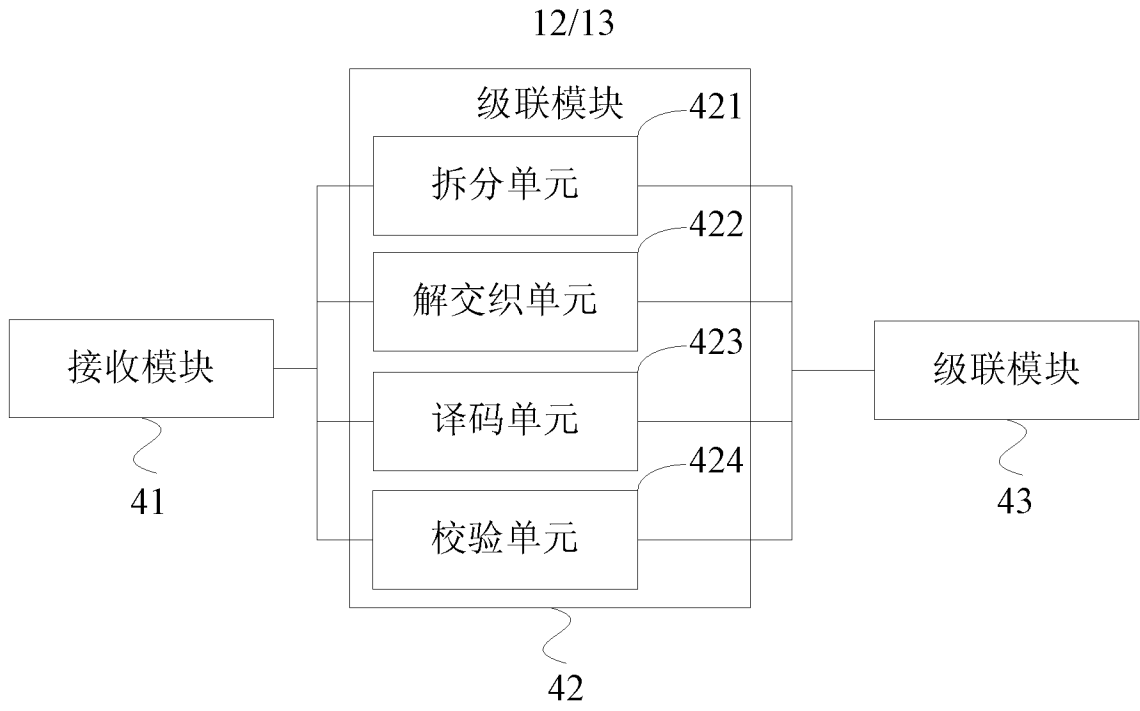 12/13
级联模块
421
拆分单元
422
解交织单元
接收模块
423
级联模块
译码单元
424
41
43
校验单元
42